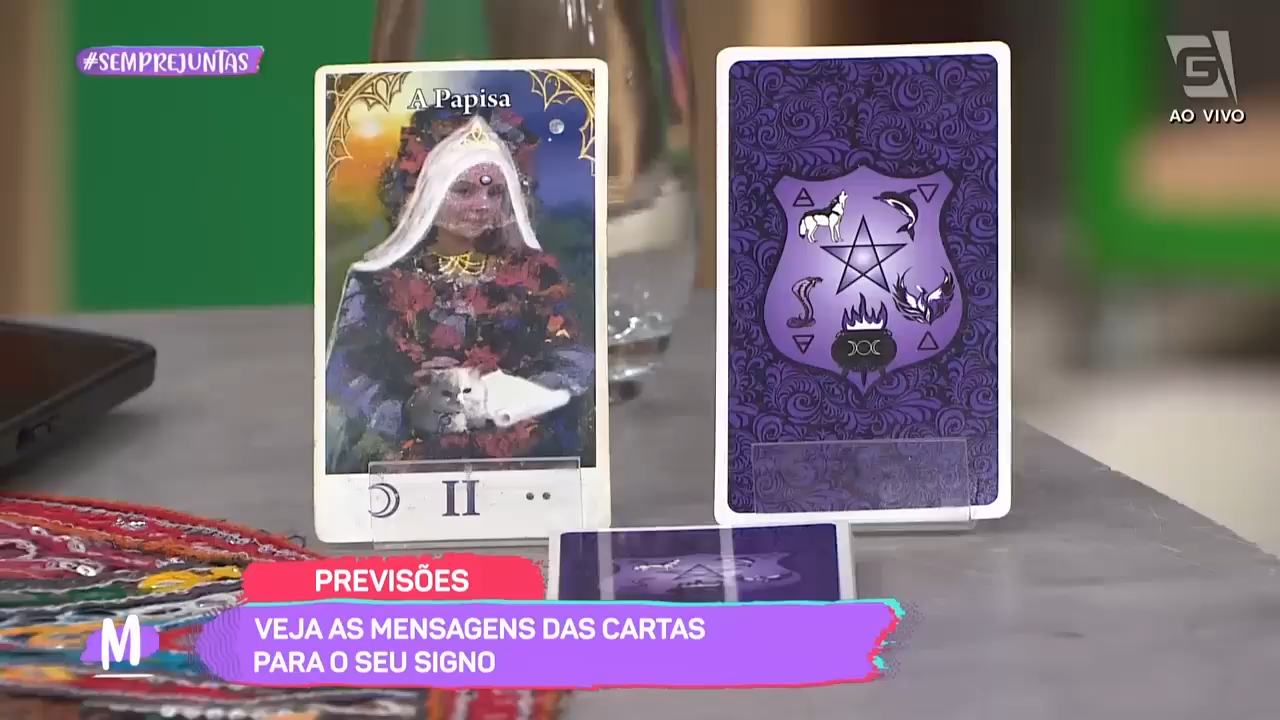 #SEMPREJUNTAS
G
AO VIVO
A Papisa
II
PREVISÕES
VEJA AS MENSAGENS DAS CARTAS
PARA O SEU SIGNO
M